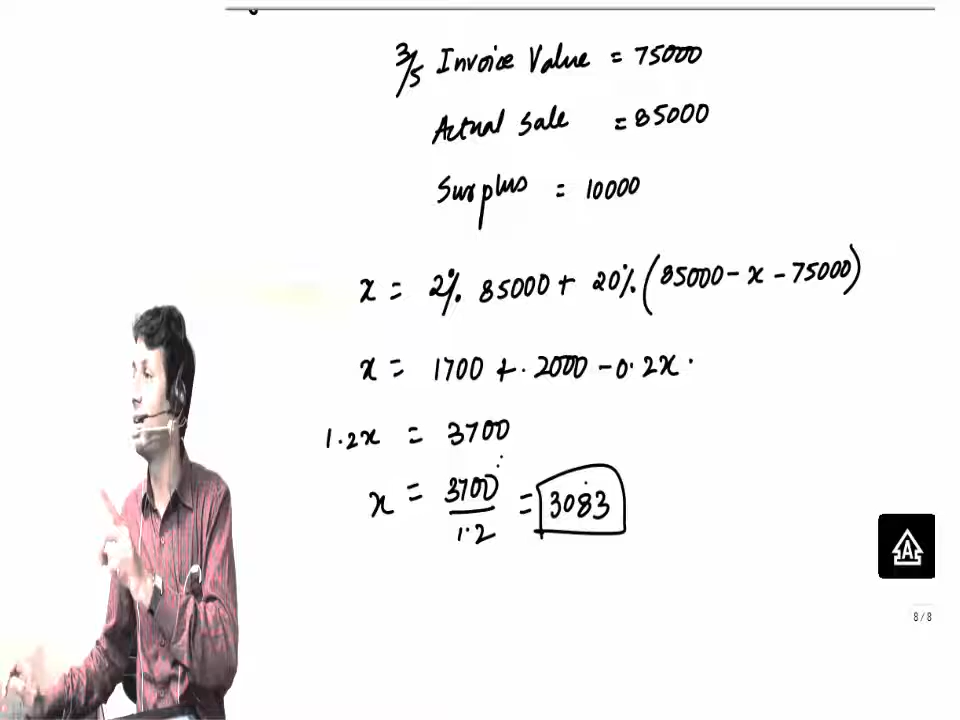 3/5 Invoice Value = 75000
Actual Sale = 85000
Surplus = 10000
x = 2% 85000 + 20% (85000 - x - 75000)
x = 1700 + . 2000 - 0.2x .
1.2x = 3700
x = 3700/1.2 = 3083
A
8/8